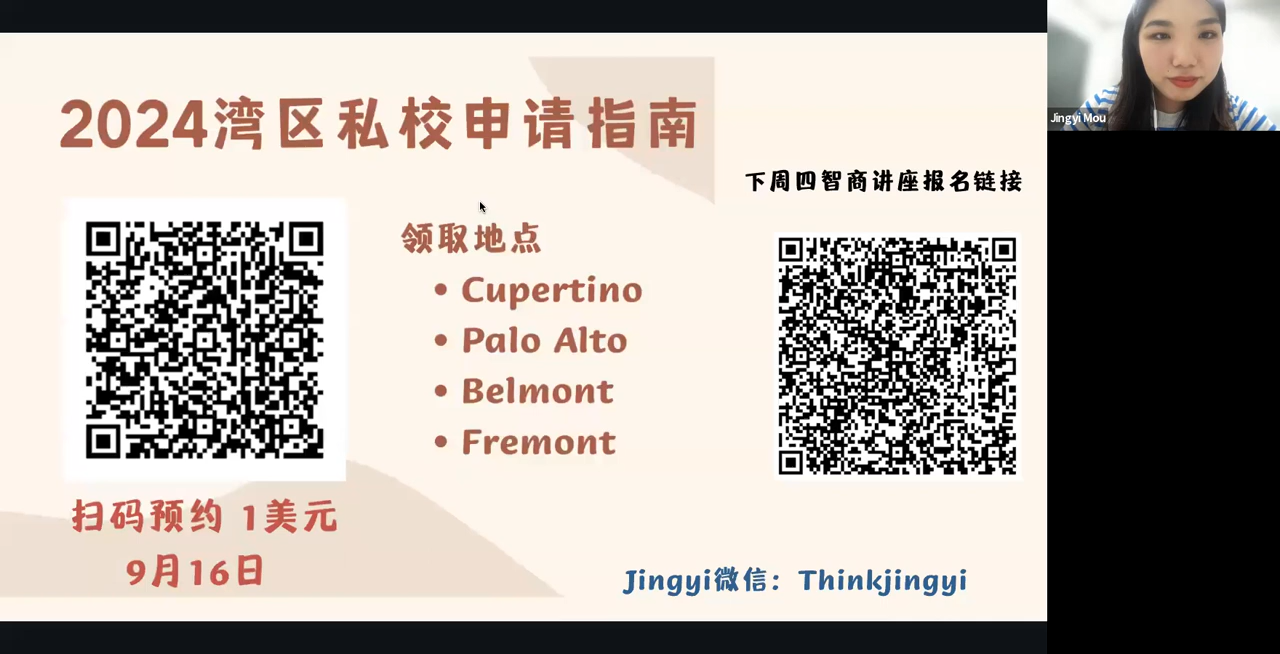 2024湾区私校申请指南
下周四智商讲座报名链接
领取地点
• Cupertino
• Palo Alto
• Belmont
• Fremont
扫码预约 1美元
9月16日
Jingyi微信：Thinkjingyi
Jingyi Mou